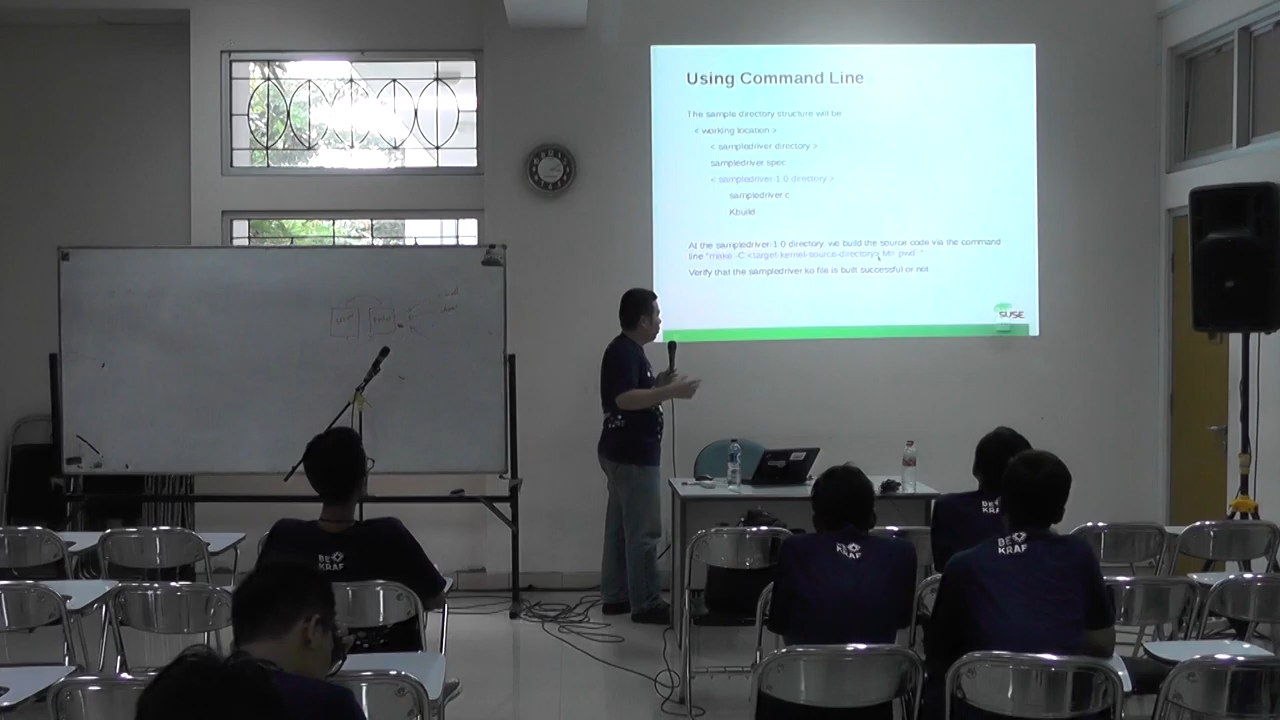 Using Command Line
The sample directory structure will be
< working location >
< sampledriver directory >
sampledriver spec
< sampledriver-1.0 directory >
sampledriver c
Kbuild
At the sampledriver-1.0 directory, we build the source code via the command
line "make -C <target-kernel-source-directory> M= pwd` "
Verify that the sampledriver.ko file is built successful or not
SUSE
BE
KRAF
BE
KRAF
BE
KRAF
BE
KRAF